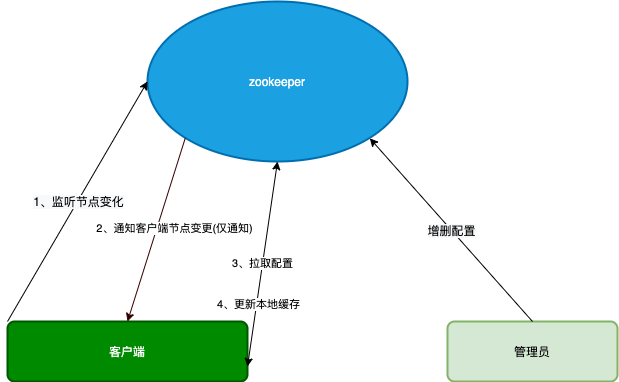 zookeeper
1、监听节点变化
2、通知客户端节点变更(仅通知)
增删配置
3、拉取配置
4、更新本地缓存
客户端
管理员